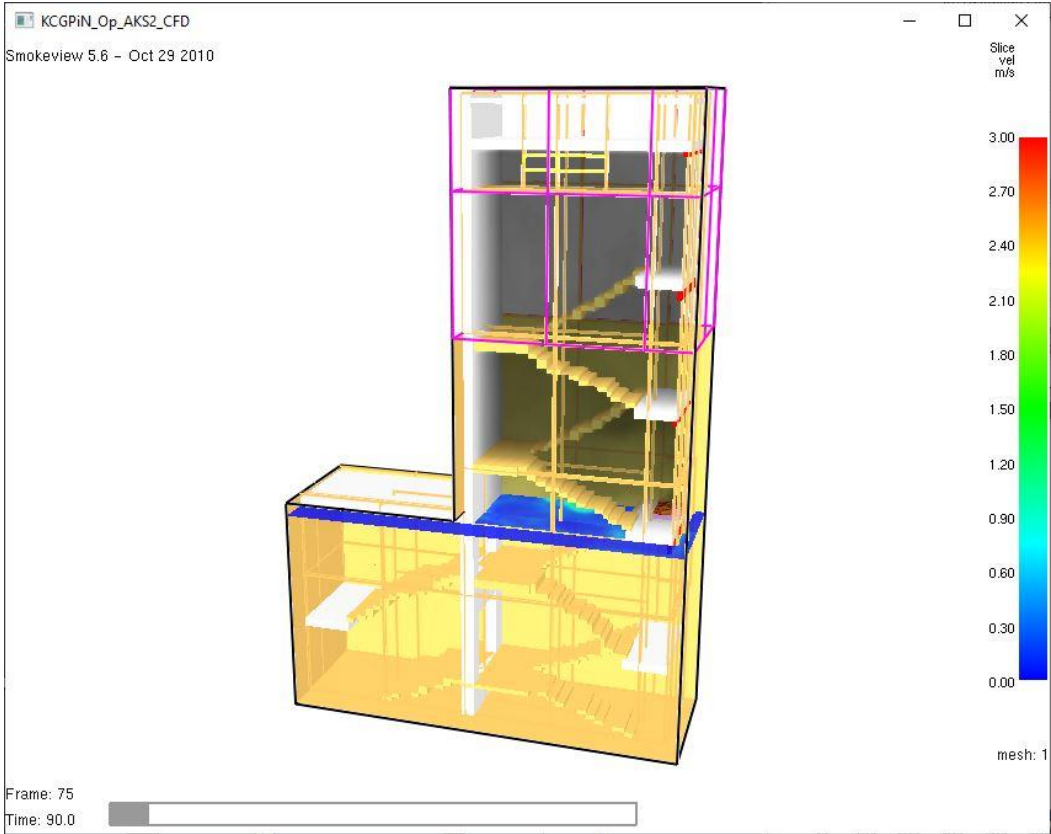 KCGPiN_Op_AKS2_CFD
Smokeview 5.6 - Oct 29 2010
Slice
vel
m/s
3.00
2.70
2.40
2.10
1.80
1.50
1.20
0.90
0.60
0.30
0.00
mesh: 1
Frame: 75
Time: 90.0